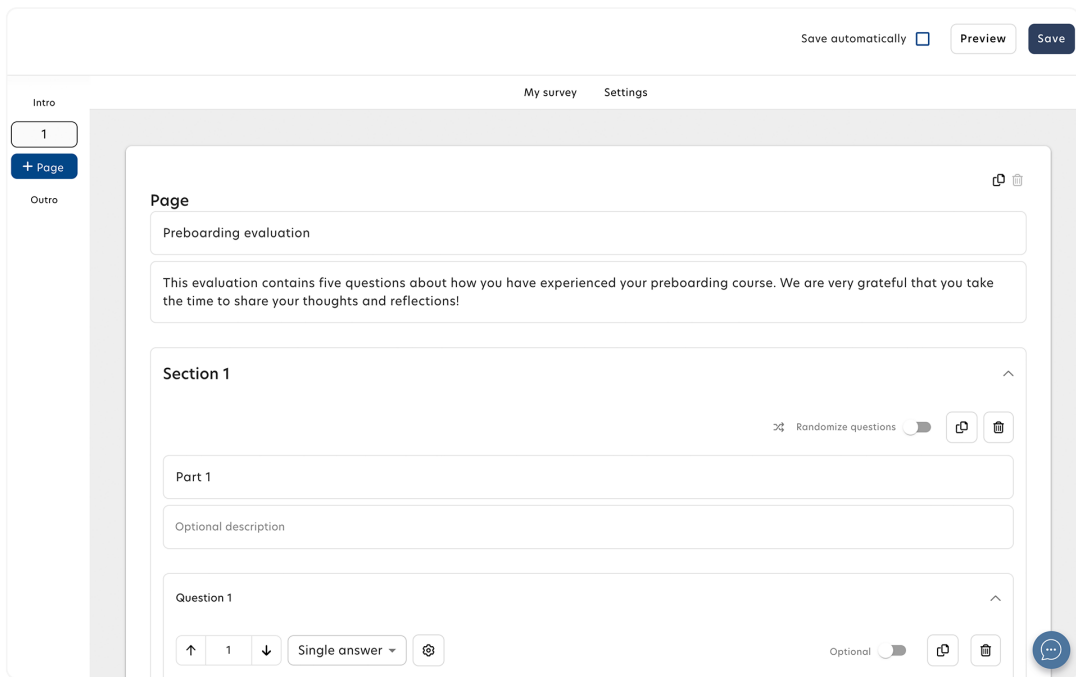 Save automatically
Preview
Save
My survey
Settings
Intro
1
+ Page
Outro
Page
Preboarding evaluation
This evaluation contains five questions about how you have experienced your preboarding course. We are very grateful that you take
the time to share your thoughts and reflections!
Section 1
Randomize questions
Part 1
Optional description
Question 1
1
Single answer
Optional